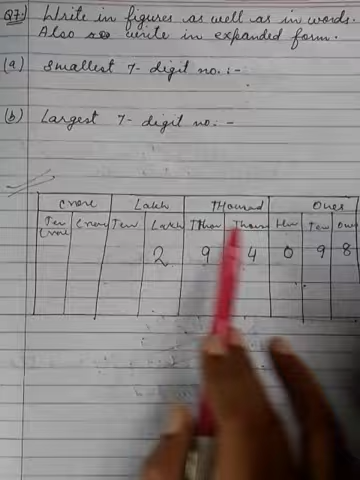 Q7. Write in figures as well as in words.
Also write in expanded form.
(a) Smallest 7-digit no. :-
(b) Largest 7-digit no. -
Crore Lakh Thousand Ones
Ten Crore Crore Ten Lakh Thou Thou Hun Ten One
2 9 4 0 9 8